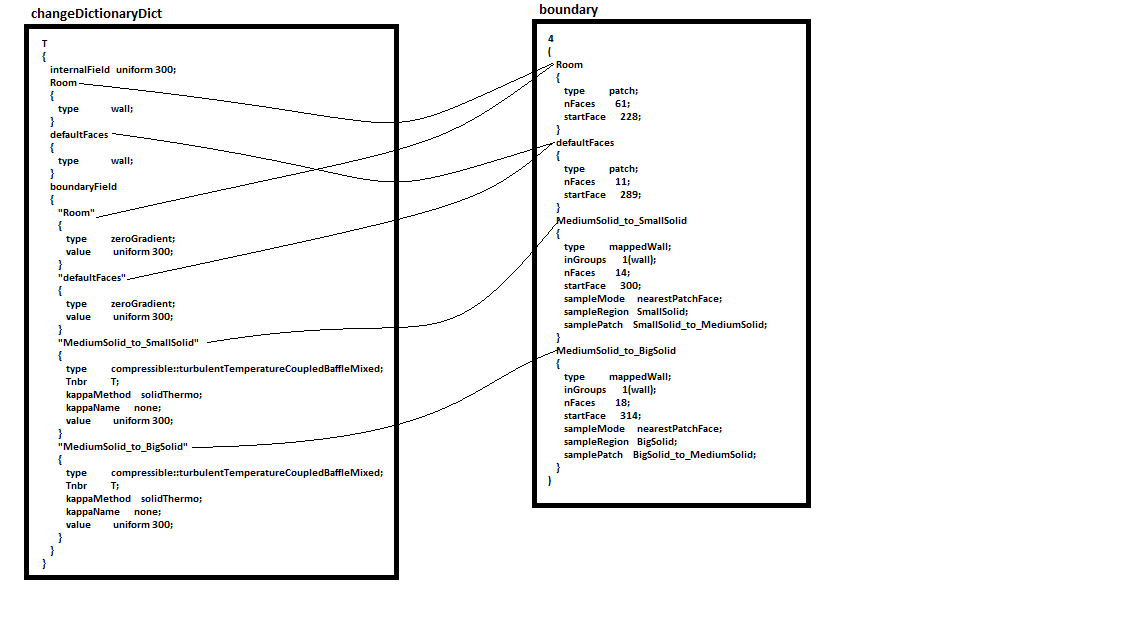 changeDictionaryDict
T
{
internalField uniform 300;
Room
{
type wall;
}
defaultFaces
{
type wall;
}
boundaryField
{
"Room"
{
type zeroGradient;
value uniform 300;
}
"defaultFaces"
{
type zeroGradient;
value uniform 300;
}
"MediumSolid_to_SmallSolid"
{
type compressible::turbulentTemperatureCoupledBaffleMixed;
Tnbr T;
kappaMethod solidThermo;
kappaName none;
value uniform 300;
}
"MediumSolid_to_BigSolid"
{
type compressible::turbulentTemperatureCoupledBaffleMixed;
Tnbr T;
kappaMethod solidThermo;
kappaName none;
value uniform 300;
}
}
}
boundary
4
(
Room
{
type patch;
nFaces 61;
startFace 228;
}
defaultFaces
{
type patch;
nFaces 11;
startFace 289;
}
MediumSolid_to_SmallSolid
{
type mappedWall;
inGroups 1(wall);
nFaces 14;
startFace 300;
sampleMode nearestPatchFace;
sampleRegion SmallSolid;
samplePatch SmallSolid_to_MediumSolid;
}
MediumSolid_to_BigSolid
{
type mappedWall;
inGroups 1(wall);
nFaces 18;
startFace 314;
sampleMode nearestPatchFace;
sampleRegion BigSolid;
samplePatch BigSolid_to_MediumSolid;
}
)